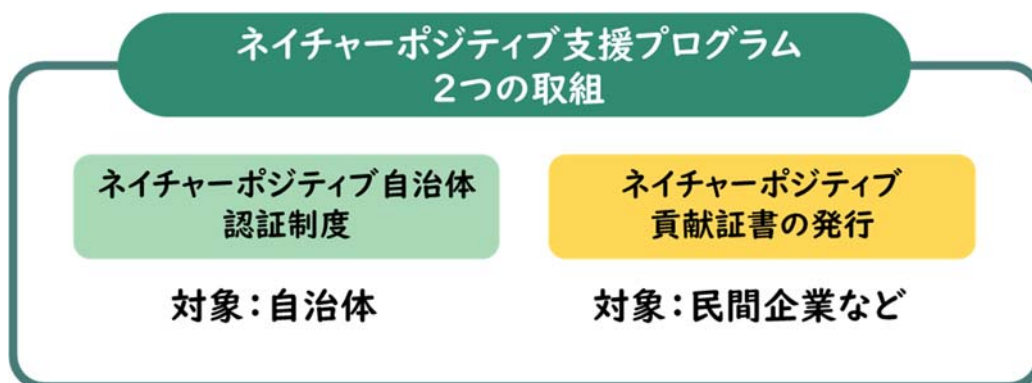 ネイチャーポジティブ支援プログラム
2つの取組
ネイチャーポジティブ自治体
認証制度
対象：自治体
ネイチャーポジティブ
貢献証書の発行
対象：民間企業など